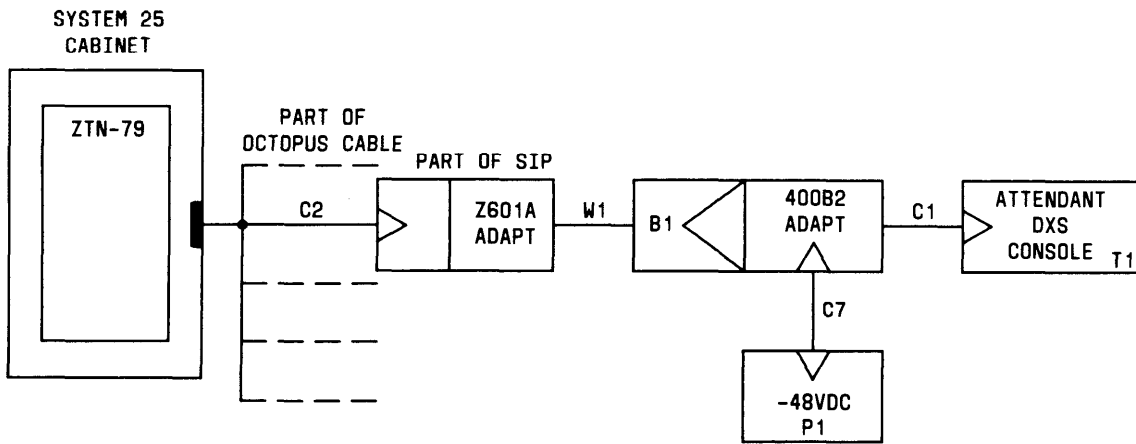 SYSTEM 25
CABINET
ZTN-79
PART OF
OCTOPUS CABLE
C2
PART OF SIP
Z601A
ADAPT
W1
B1
400B2
ADAPT
C1
ATTENDANT
DXS
CONSOLE
T1
C7
-48VDC
P1